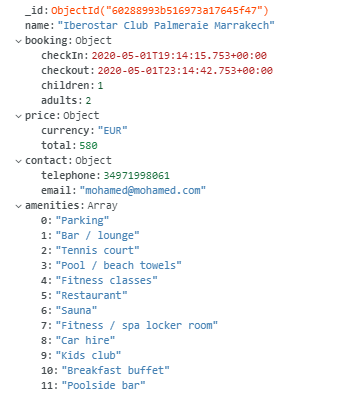 _id: ObjectId("60288993b516973a17645f47")
name: "Iberostar Club Palmeraie Marrakech"
booking: Object
checkIn: 2020-05-01T19:14:15.753+00:00
checkout: 2020-05-01T23:14:42.753+00:00
children: 1
adults: 2
price: Object
currency: "EUR"
total: 580
contact: Object
telephone: 34971998061
email: "mohamed@mohamed.com"
amenities: Array
0: "Parking"
1: "Bar / lounge"
2: "Tennis court"
3: "Pool / beach towels"
4: "Fitness classes"
5: "Restaurant"
6: "Sauna"
7: "Fitness / spa locker room"
8: "Car hire"
9: "Kids club"
10: "Breakfast buffet"
11: "Poolside bar"